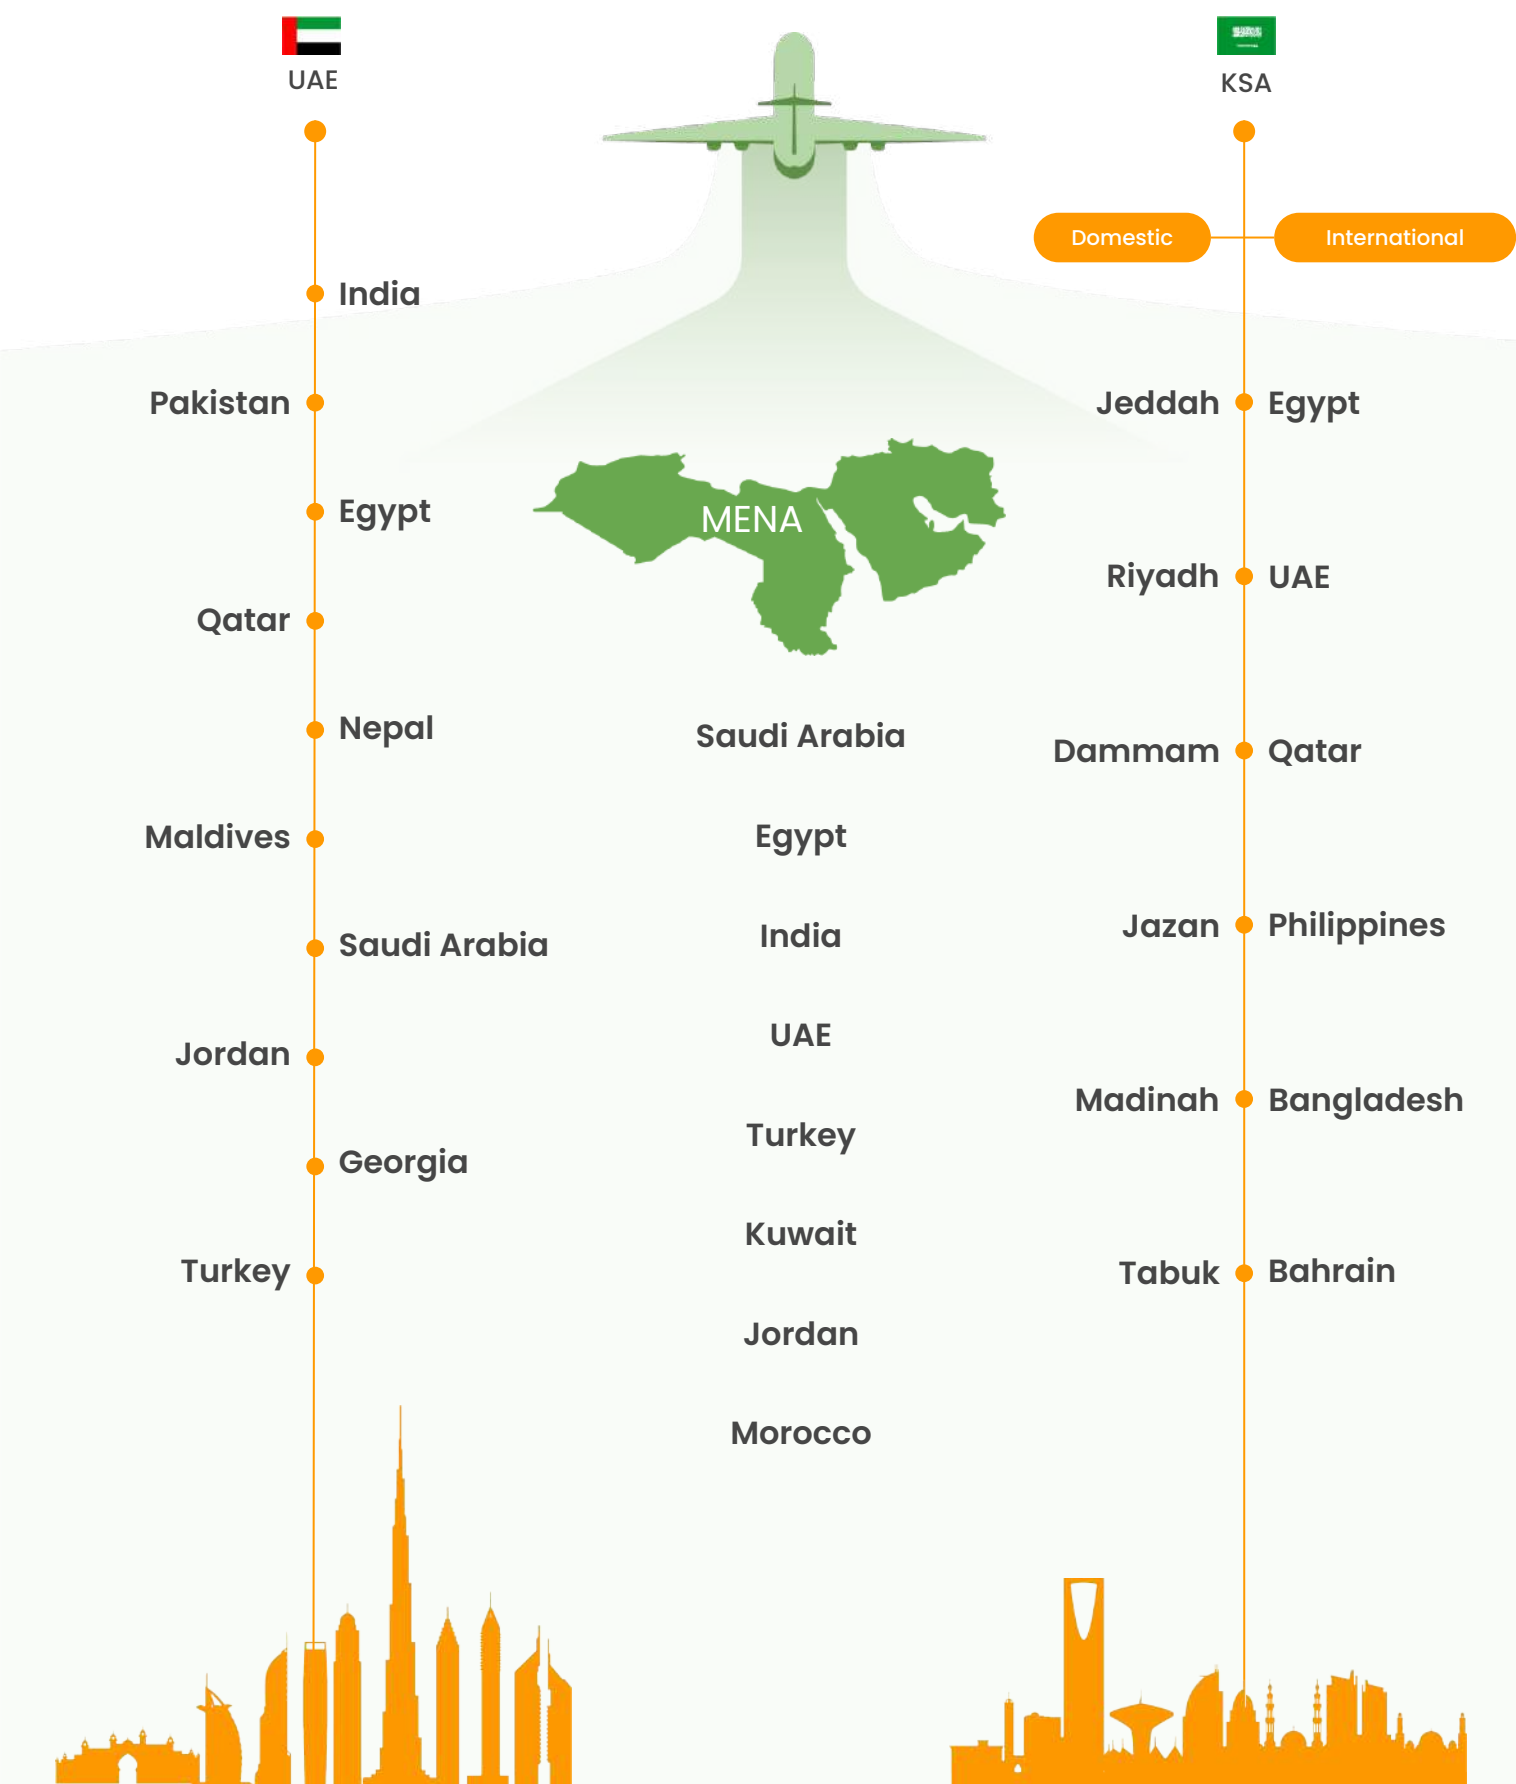 UAE
India
Pakistan
Egypt
Qatar
Nepal
Maldives
Saudi Arabia
Jordan
Georgia
Turkey
MENA
Saudi Arabia
Egypt
India
UAE
Turkey
Kuwait
Jordan
Morocco
KSA
Domestic International
Jeddah Egypt
Riyadh UAE
Dammam Qatar
Jazan Philippines
Madinah Bangladesh
Tabuk Bahrain